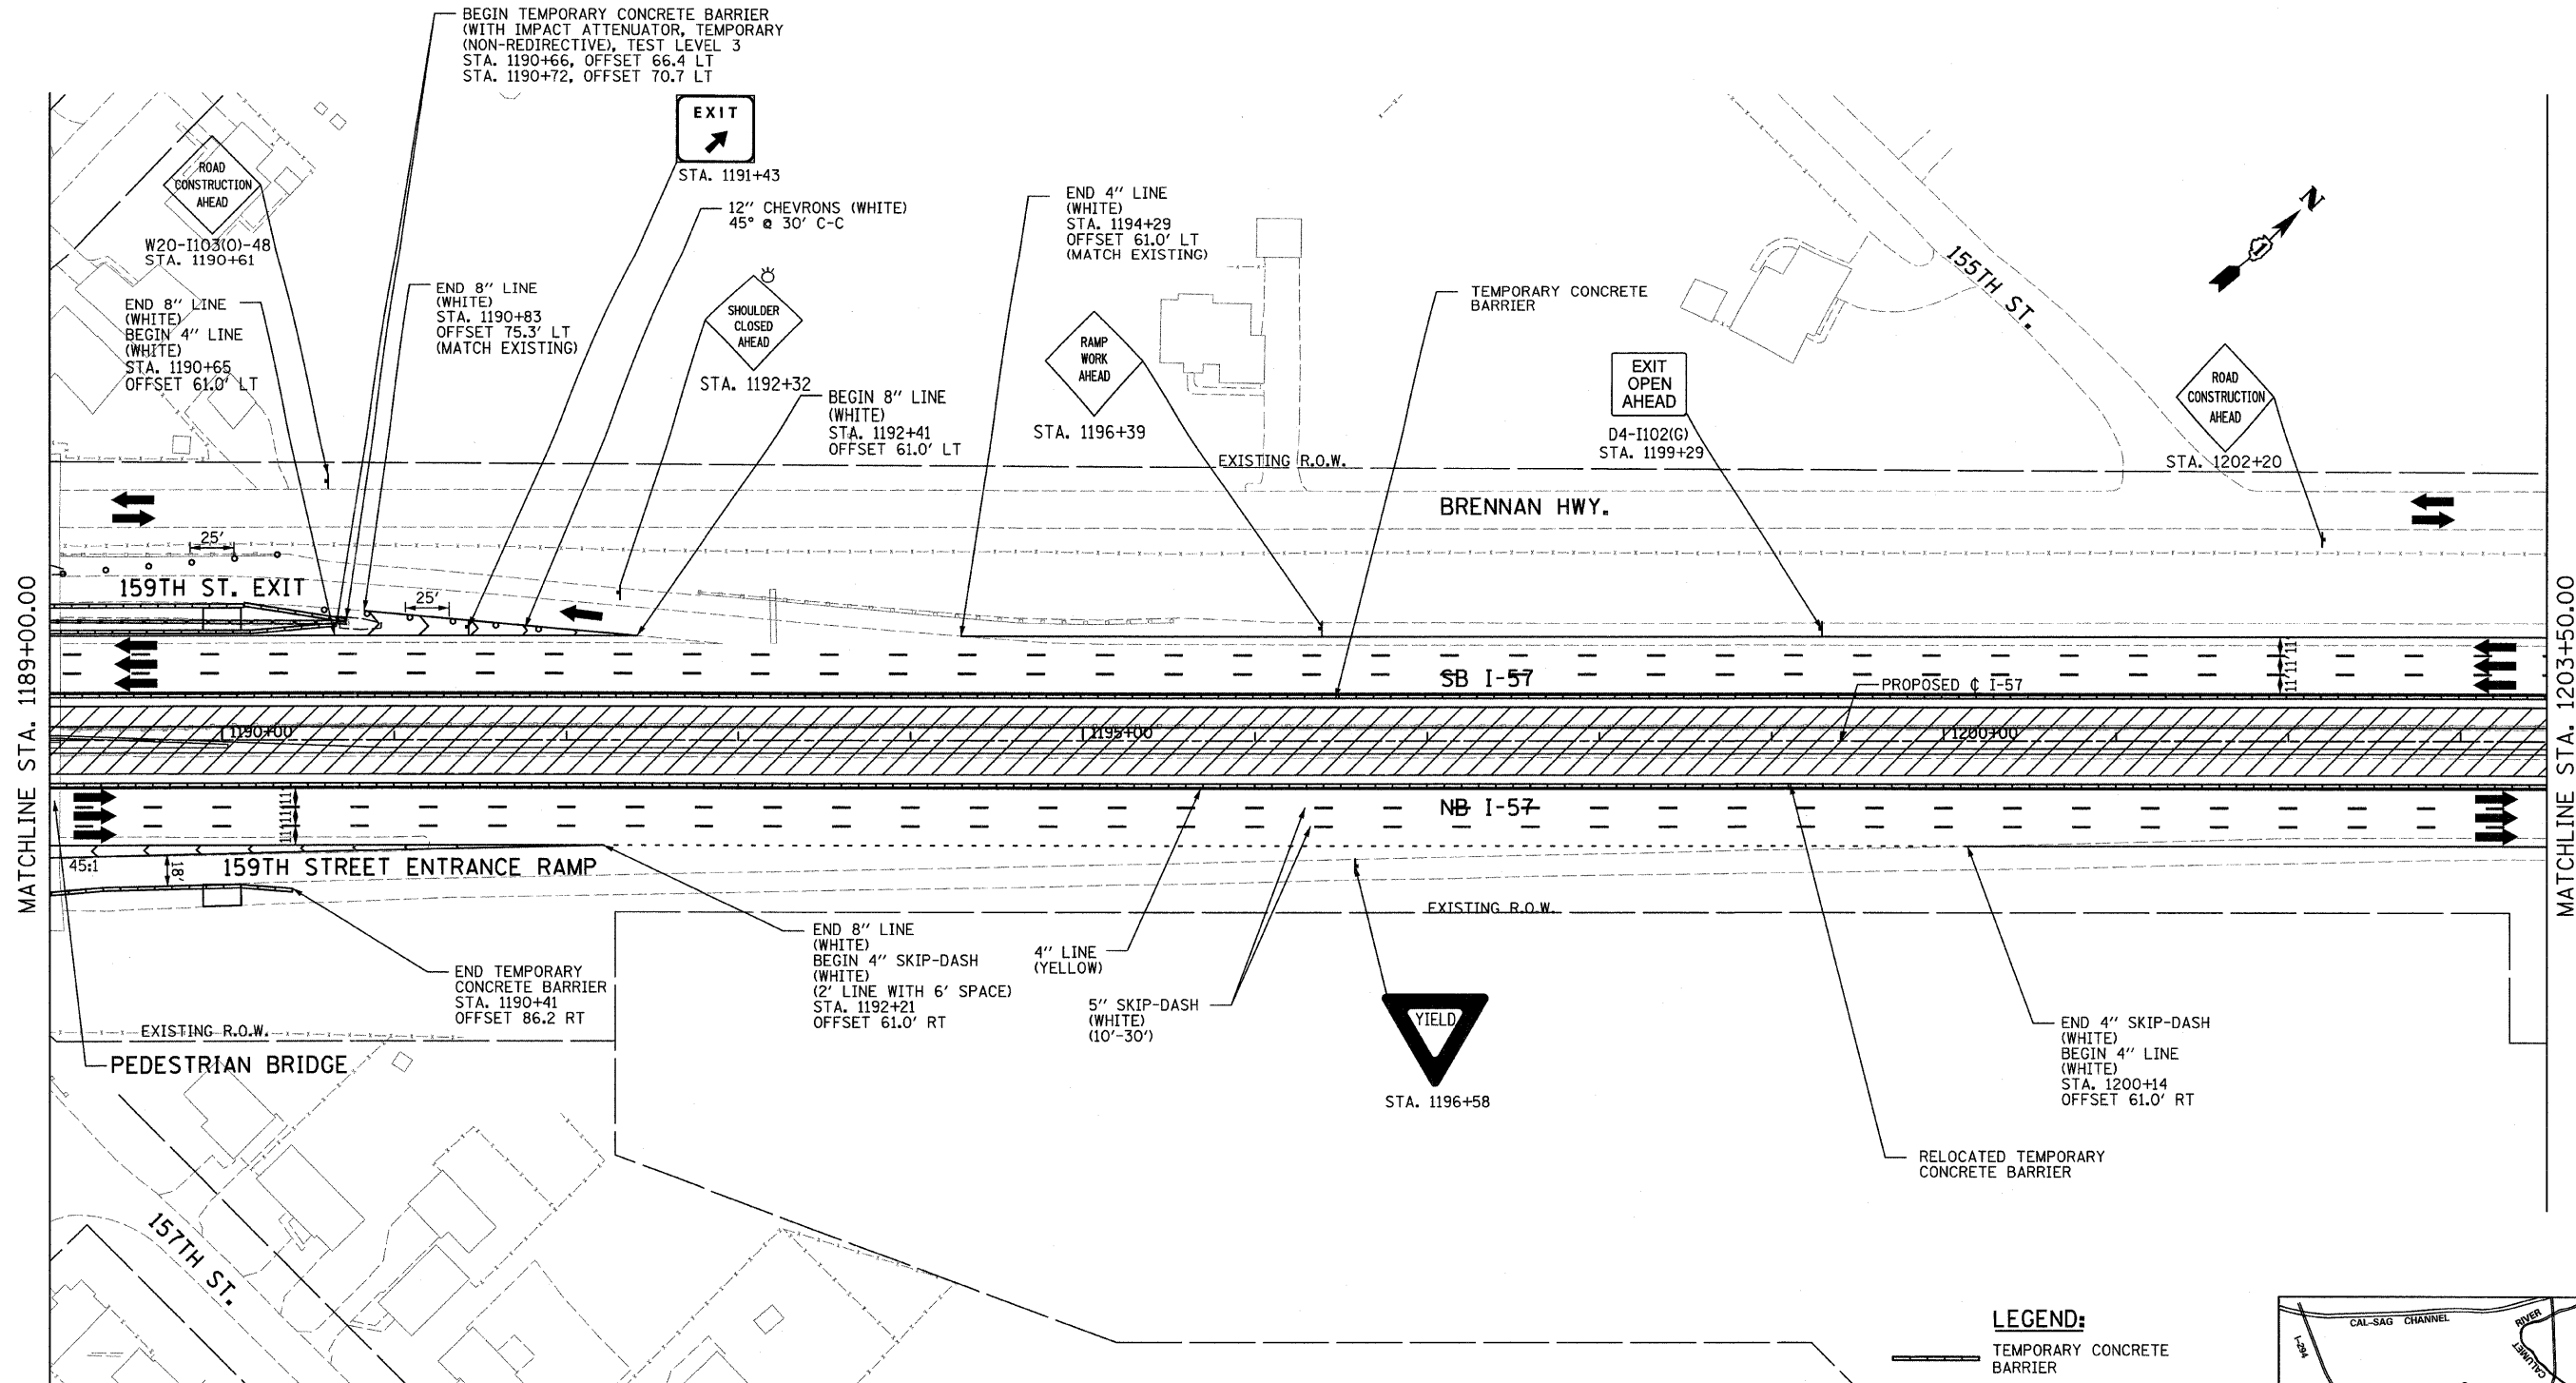 BEGIN TEMPORARY CONCRETE BARRIER
(WITH IMPACT ATTENUATOR, TEMPORARY
(NON-REDIRECTIVE), TEST LEVEL 3
STA. 1190+66, OFFSET 66.4 LT
STA. 1190+72, OFFSET 70.7 LT
EXIT
STA. 1191+43
ROAD
CONSTRUCTION
AHEAD
W20-I103(O)-48
STA. 1190+61
12" CHEVRONS (WHITE)
45° @ 30' C-C
END 4" LINE
(WHITE)
STA. 1194+29
OFFSET 61.0' LT
(MATCH EXISTING)
N
1
155TH ST.
END 8" LINE
(WHITE)
BEGIN 4" LINE
(WHITE)
STA. 1190+65
OFFSET 61.0' LT
END 8" LINE
(WHITE)
STA. 1190+83
OFFSET 75.3' LT
(MATCH EXISTING)
SHOULDER
CLOSED
AHEAD
STA. 1192+32
BEGIN 8" LINE
(WHITE)
STA. 1192+41
OFFSET 61.0' LT
RAMP
WORK
AHEAD
STA. 1196+39
TEMPORARY CONCRETE
BARRIER
EXIT
OPEN
AHEAD
D4-I102(G)
STA. 1199+29
ROAD
CONSTRUCTION
AHEAD
STA. 1202+20
EXISTING R.O.W.
BRENNAN HWY.
25'
159TH ST. EXIT
25'
MATCHLINE STA. 1189+00.00
MATCHLINE STA. 1203+50.00
SB I-57
11'11'11'
PROPOSED ℄ I-57
1190+00
1195+00
1200+00
11'11'11'
NB I-57
45:1
18'
159TH STREET ENTRANCE RAMP
EXISTING R.O.W.
END TEMPORARY
CONCRETE BARRIER
STA. 1190+41
OFFSET 86.2 RT
END 8" LINE
(WHITE)
BEGIN 4" SKIP-DASH
(WHITE)
(2' LINE WITH 6' SPACE)
STA. 1192+21
OFFSET 61.0' RT
4" LINE
(YELLOW)
5" SKIP-DASH
(WHITE)
(10'-30')
YIELD
STA. 1196+58
END 4" SKIP-DASH
(WHITE)
BEGIN 4" LINE
(WHITE)
STA. 1200+14
OFFSET 61.0' RT
EXISTING R.O.W.
PEDESTRIAN BRIDGE
RELOCATED TEMPORARY
CONCRETE BARRIER
157TH ST.
LEGEND:
TEMPORARY CONCRETE
BARRIER
CAL-SAG CHANNEL
RIVER
CALUMET
I-294